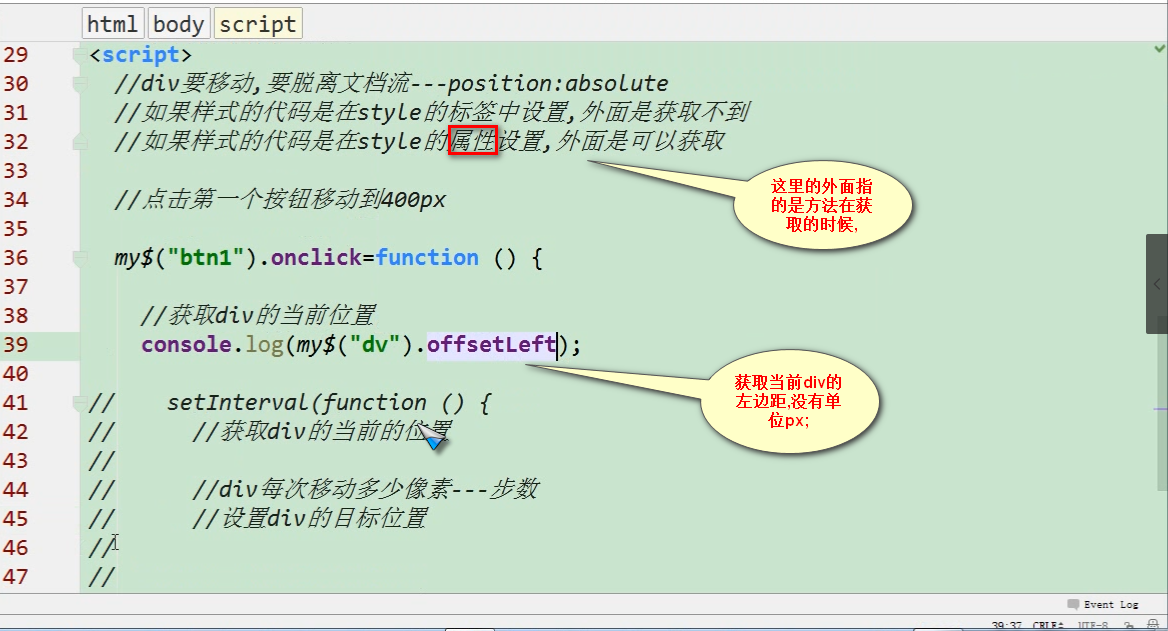 html body script
29 <script>
30 //div要移动,要脱离文档流---position:absolute
31 //如果样式的代码是在style的标签中设置,外面是获取不到
32 //如果样式的代码是在style的属性设置,外面是可以获取
33
这里的外面指
的是方法在获
取的时候,
34 //点击第一个按钮移动到400px
35
36 my$("btn1").onclick=function () {
37
38 //获取div的当前位置
39 console.log(my$("dv").offsetLeft);
40
获取当前div的
左边距,没有单
位px;
41 // setInterval(function () {
42 // //获取div的当前的位置
43 //
44 // //div每次移动多少像素---步数
45 // //设置div的目标位置
46 //
47 //
Event Log
39:37 CRLF UTF-8